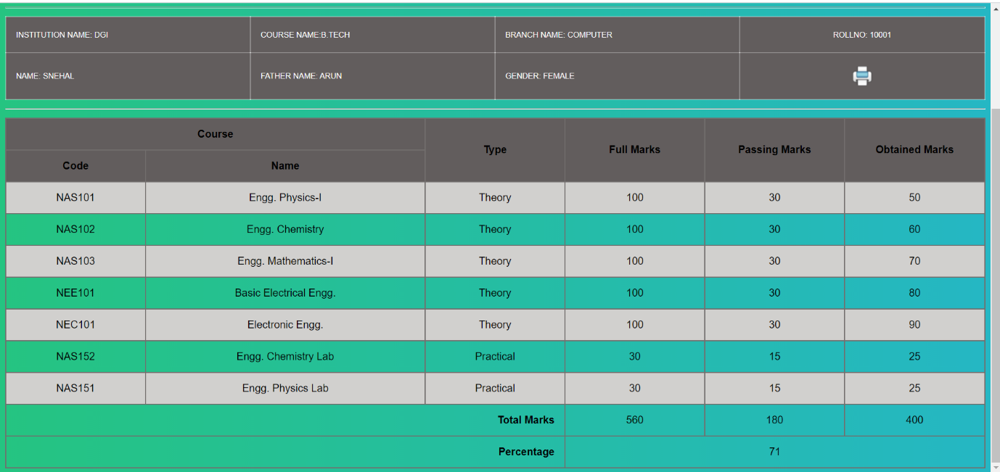 INSTITUTION NAME: DGI COURSE NAME:B.TECH BRANCH NAME: COMPUTER ROLLNO: 10001
NAME: SNEHAL FATHER NAME: ARUN GENDER: FEMALE
Course Type Full Marks Passing Marks Obtained Marks
Code Name
NAS101 Engg. Physics-I Theory 100 30 50
NAS102 Engg. Chemistry Theory 100 30 60
NAS103 Engg. Mathematics-I Theory 100 30 70
NEE101 Basic Electrical Engg. Theory 100 30 80
NEC101 Electronic Engg. Theory 100 30 90
NAS152 Engg. Chemistry Lab Practical 30 15 25
NAS151 Engg. Physics Lab Practical 30 15 25
Total Marks 560 180 400
Percentage 71